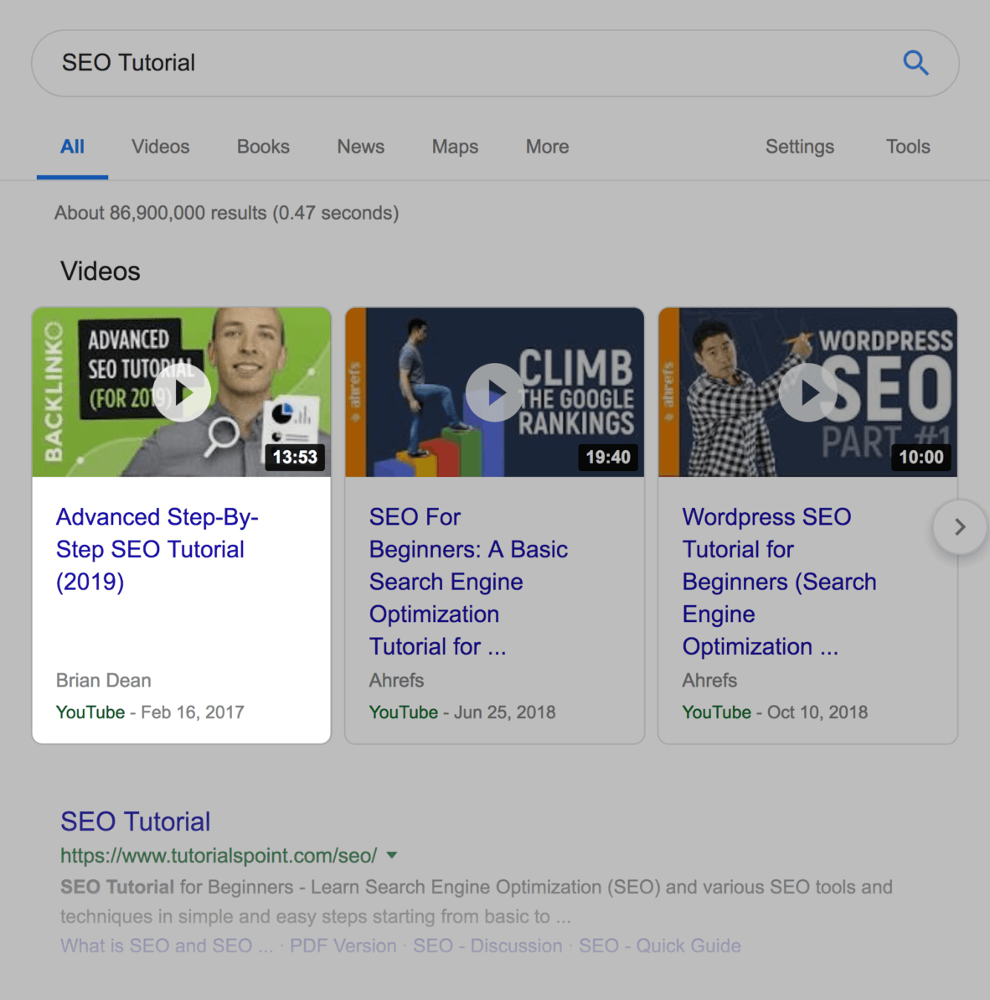 SEO Tutorial
All Videos Books News Maps More Settings Tools
About 86,900,000 results (0.47 seconds)
Videos
BACKLINKO
ADVANCED
SEO TUTORIAL
(FOR 2019)
13:53
ahrefs
CLIMB
THE GOOGLE
RANKINGS
19:40
ahrefs
WORDPRESS
SEO
PART #1
10:00
Advanced Step-By-
Step SEO Tutorial
(2019)
Brian Dean
YouTube - Feb 16, 2017
SEO For
Beginners: A Basic
Search Engine
Optimization
Tutorial for ...
Ahrefs
YouTube - Jun 25, 2018
Wordpress SEO
Tutorial for
Beginners (Search
Engine
Optimization ...
Ahrefs
YouTube - Oct 10, 2018
SEO Tutorial
https://www.tutorialspoint.com/seo/
SEO Tutorial for Beginners - Learn Search Engine Optimization (SEO) and various SEO tools and
techniques in simple and easy steps starting from basic to ...
What is SEO and SEO ... · PDF Version · SEO - Discussion · SEO - Quick Guide